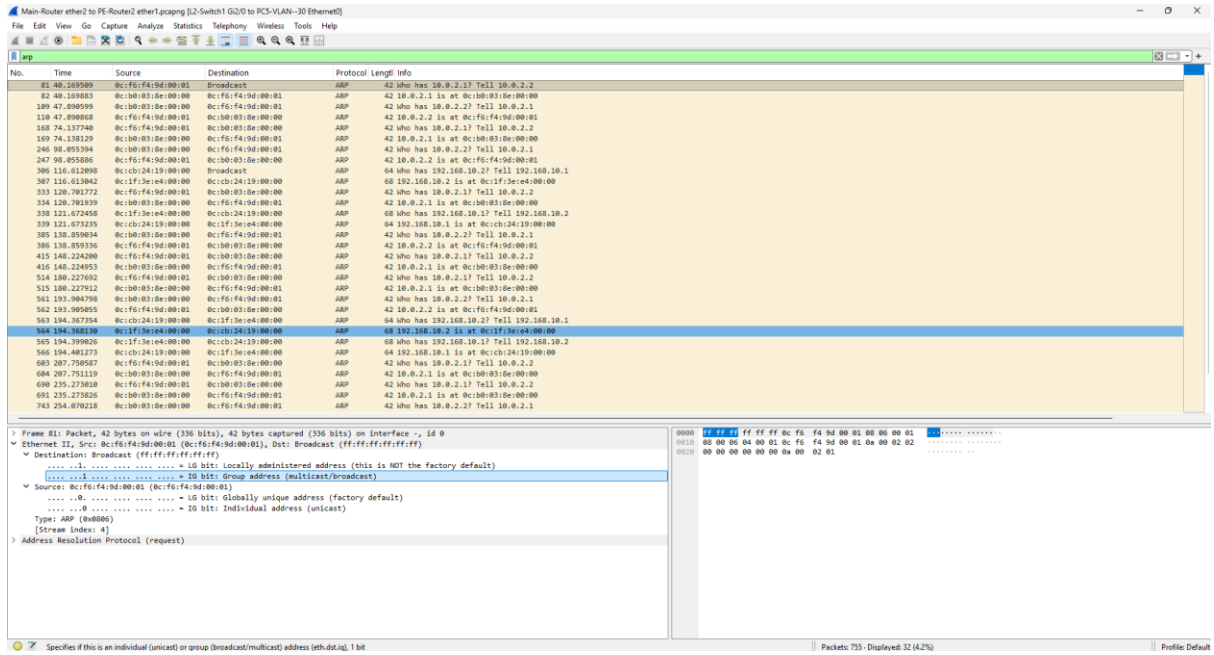 Main-Router ether2 to PE-Router2 ether1.pcapng [L2-Switch1 Gi2/0 to PC5-VLAN--30 Ethernet0]
File Edit View Go Capture Analyze Statistics Telephony Wireless Tools Help
arp
No. Time Source Destination Protocol Lengtl Info
81 40.169509 0c:f6:f4:9d:00:01 Broadcast ARP 42 Who has 10.0.2.1? Tell 10.0.2.2
82 40.169883 0c:b0:03:8e:00:00 0c:f6:f4:9d:00:01 ARP 42 10.0.2.1 is at 0c:b0:03:8e:00:00
109 47.890599 0c:b0:03:8e:00:00 0c:f6:f4:9d:00:01 ARP 42 Who has 10.0.2.2? Tell 10.0.2.1
110 47.890868 0c:f6:f4:9d:00:01 0c:b0:03:8e:00:00 ARP 42 10.0.2.2 is at 0c:f6:f4:9d:00:01
168 74.137740 0c:f6:f4:9d:00:01 0c:b0:03:8e:00:00 ARP 42 Who has 10.0.2.1? Tell 10.0.2.2
169 74.138129 0c:b0:03:8e:00:00 0c:f6:f4:9d:00:01 ARP 42 10.0.2.1 is at 0c:b0:03:8e:00:00
246 98.055394 0c:b0:03:8e:00:00 0c:f6:f4:9d:00:01 ARP 42 Who has 10.0.2.2? Tell 10.0.2.1
247 98.055886 0c:f6:f4:9d:00:01 0c:b0:03:8e:00:00 ARP 42 10.0.2.2 is at 0c:f6:f4:9d:00:01
306 116.612098 0c:cb:24:19:00:00 Broadcast ARP 64 Who has 192.168.10.2? Tell 192.168.10.1
307 116.613042 0c:1f:3e:e4:00:00 0c:cb:24:19:00:00 ARP 68 192.168.10.2 is at 0c:1f:3e:e4:00:00
333 120.701772 0c:f6:f4:9d:00:01 0c:b0:03:8e:00:00 ARP 42 Who has 10.0.2.1? Tell 10.0.2.2
334 120.701939 0c:b0:03:8e:00:00 0c:f6:f4:9d:00:01 ARP 42 10.0.2.1 is at 0c:b0:03:8e:00:00
338 121.672458 0c:1f:3e:e4:00:00 0c:cb:24:19:00:00 ARP 68 Who has 192.168.10.1? Tell 192.168.10.2
339 121.673235 0c:cb:24:19:00:00 0c:1f:3e:e4:00:00 ARP 64 192.168.10.1 is at 0c:cb:24:19:00:00
385 138.859034 0c:b0:03:8e:00:00 0c:f6:f4:9d:00:01 ARP 42 Who has 10.0.2.2? Tell 10.0.2.1
386 138.859336 0c:f6:f4:9d:00:01 0c:b0:03:8e:00:00 ARP 42 10.0.2.2 is at 0c:f6:f4:9d:00:01
415 148.224200 0c:f6:f4:9d:00:01 0c:b0:03:8e:00:00 ARP 42 Who has 10.0.2.1? Tell 10.0.2.2
416 148.224953 0c:b0:03:8e:00:00 0c:f6:f4:9d:00:01 ARP 42 10.0.2.1 is at 0c:b0:03:8e:00:00
514 180.227692 0c:f6:f4:9d:00:01 0c:b0:03:8e:00:00 ARP 42 Who has 10.0.2.1? Tell 10.0.2.2
515 180.227912 0c:b0:03:8e:00:00 0c:f6:f4:9d:00:01 ARP 42 10.0.2.1 is at 0c:b0:03:8e:00:00
561 193.904798 0c:b0:03:8e:00:00 0c:f6:f4:9d:00:01 ARP 42 Who has 10.0.2.2? Tell 10.0.2.1
562 193.905055 0c:f6:f4:9d:00:01 0c:b0:03:8e:00:00 ARP 42 10.0.2.2 is at 0c:f6:f4:9d:00:01
563 194.367354 0c:cb:24:19:00:00 0c:1f:3e:e4:00:00 ARP 64 Who has 192.168.10.2? Tell 192.168.10.1
564 194.368130 0c:1f:3e:e4:00:00 0c:cb:24:19:00:00 ARP 68 192.168.10.2 is at 0c:1f:3e:e4:00:00
565 194.399026 0c:1f:3e:e4:00:00 0c:cb:24:19:00:00 ARP 68 Who has 192.168.10.1? Tell 192.168.10.2
566 194.401273 0c:cb:24:19:00:00 0c:1f:3e:e4:00:00 ARP 64 192.168.10.1 is at 0c:cb:24:19:00:00
603 207.750587 0c:f6:f4:9d:00:01 0c:b0:03:8e:00:00 ARP 42 Who has 10.0.2.1? Tell 10.0.2.2
604 207.751119 0c:b0:03:8e:00:00 0c:f6:f4:9d:00:01 ARP 42 10.0.2.1 is at 0c:b0:03:8e:00:00
690 235.273010 0c:f6:f4:9d:00:01 0c:b0:03:8e:00:00 ARP 42 Who has 10.0.2.1? Tell 10.0.2.2
691 235.273826 0c:b0:03:8e:00:00 0c:f6:f4:9d:00:01 ARP 42 10.0.2.1 is at 0c:b0:03:8e:00:00
743 254.070218 0c:b0:03:8e:00:00 0c:f6:f4:9d:00:01 ARP 42 Who has 10.0.2.2? Tell 10.0.2.1
Frame 81: Packet, 42 bytes on wire (336 bits), 42 bytes captured (336 bits) on interface -, id 0
Ethernet II, Src: 0c:f6:f4:9d:00:01 (0c:f6:f4:9d:00:01), Dst: Broadcast (ff:ff:ff:ff:ff:ff)
Destination: Broadcast (ff:ff:ff:ff:ff:ff)
.... ..1. .... .... .... .... = LG bit: Locally administered address (this is NOT the factory default)
.... ...1 .... .... .... .... = IG bit: Group address (multicast/broadcast)
Source: 0c:f6:f4:9d:00:01 (0c:f6:f4:9d:00:01)
.... ..0. .... .... .... .... = LG bit: Globally unique address (factory default)
.... ...0 .... .... .... .... = IG bit: Individual address (unicast)
Type: ARP (0x0806)
[Stream index: 4]
Address Resolution Protocol (request)
0000 ff ff ff ff ff ff 0c f6 f4 9d 00 01 08 06 00 01 ........ ........
0010 08 00 06 04 00 01 0c f6 f4 9d 00 01 0a 00 02 02 ........ ........
0020 00 00 00 00 00 00 0a 00 02 01 ........ ..
Specifies if this is an individual (unicast) or group (broadcast/multicast) address (eth.dst.ig), 1 bit
Packets: 755 · Displayed: 32 (4.2%)
Profile: Default